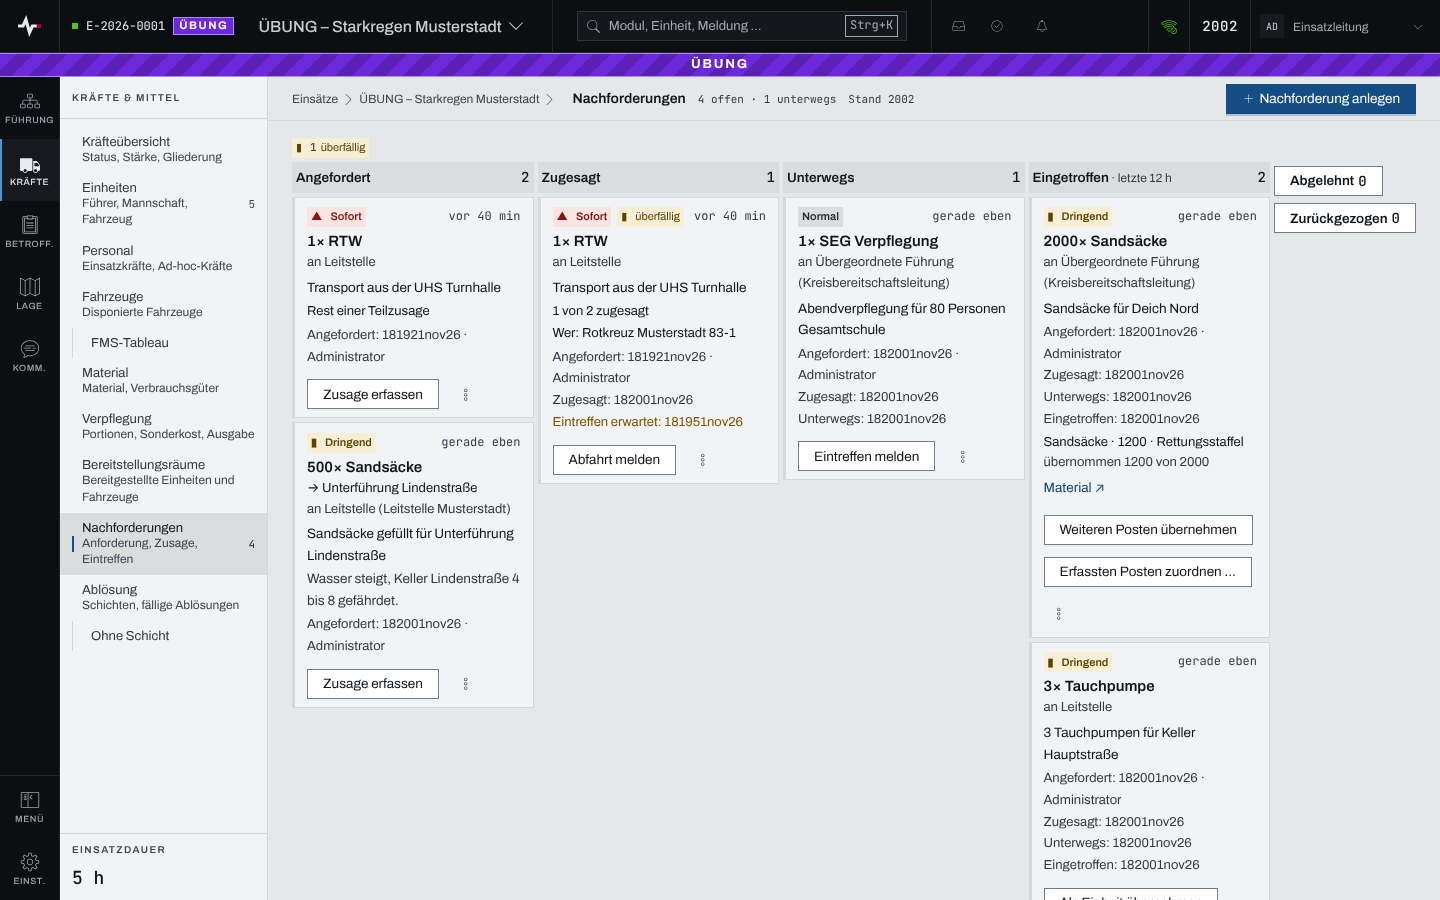 E-2026-0001 ÜBUNG ÜBUNG – Starkregen Musterstadt Modul, Einheit, Meldung ... Strg+K 2002 AD Einsatzleitung
ÜBUNG
FÜHRUNG
KRÄFTE
BETROFF.
LAGE
KOMM.
MENÜ
EINST.
KRÄFTE & MITTEL
Kräfteübersicht
Status, Stärke, Gliederung
Einheiten
Führer, Mannschaft,
Fahrzeug
5
Personal
Einsatzkräfte, Ad-hoc-Kräfte
Fahrzeuge
Disponierte Fahrzeuge
FMS-Tableau
Material
Material, Verbrauchsgüter
Verpflegung
Portionen, Sonderkost, Ausgabe
Bereitstellungsräume
Bereitgestellte Einheiten und
Fahrzeuge
Nachforderungen
Anforderung, Zusage,
Eintreffen
4
Ablösung
Schichten, fällige Ablösungen
Ohne Schicht
EINSATZDAUER
5 h
Einsätze ÜBUNG – Starkregen Musterstadt Nachforderungen 4 offen · 1 unterwegs Stand 2002
+ Nachforderung anlegen
1 überfällig
Angefordert 2
Sofort vor 40 min
1× RTW
an Leitstelle
Transport aus der UHS Turnhalle
Rest einer Teilzusage
Angefordert: 181921nov26 ·
Administrator
Zusage erfassen
Dringend gerade eben
500× Sandsäcke
→ Unterführung Lindenstraße
an Leitstelle (Leitstelle Musterstadt)
Sandsäcke gefüllt für Unterführung
Lindenstraße
Wasser steigt, Keller Lindenstraße 4
bis 8 gefährdet.
Angefordert: 182001nov26 ·
Administrator
Zusage erfassen
Zugesagt 1
Sofort überfällig vor 40 min
1× RTW
an Leitstelle
Transport aus der UHS Turnhalle
1 von 2 zugesagt
Wer: Rotkreuz Musterstadt 83-1
Angefordert: 181921nov26 ·
Administrator
Zugesagt: 182001nov26
Eintreffen erwartet: 181951nov26
Abfahrt melden
Unterwegs 1
Normal gerade eben
1× SEG Verpflegung
an Übergeordnete Führung
(Kreisbereitschaftsleitung)
Abendverpflegung für 80 Personen
Gesamtschule
Angefordert: 182001nov26 ·
Administrator
Zugesagt: 182001nov26
Unterwegs: 182001nov26
Eintreffen melden
Eingetroffen · letzte 12 h 2
Dringend gerade eben
2000× Sandsäcke
an Übergeordnete Führung
(Kreisbereitschaftsleitung)
Sandsäcke für Deich Nord
Angefordert: 182001nov26 ·
Administrator
Zugesagt: 182001nov26
Unterwegs: 182001nov26
Eingetroffen: 182001nov26
Sandsäcke · 1200 · Rettungsstaffel
übernommen 1200 von 2000
Material ↗
Weiteren Posten übernehmen
Erfassten Posten zuordnen ...
Dringend gerade eben
3× Tauchpumpe
an Leitstelle
3 Tauchpumpen für Keller
Hauptstraße
Angefordert: 182001nov26 ·
Administrator
Zugesagt: 182001nov26
Unterwegs: 182001nov26
Eingetroffen: 182001nov26
Abgelehnt 0
Zurückgezogen 0